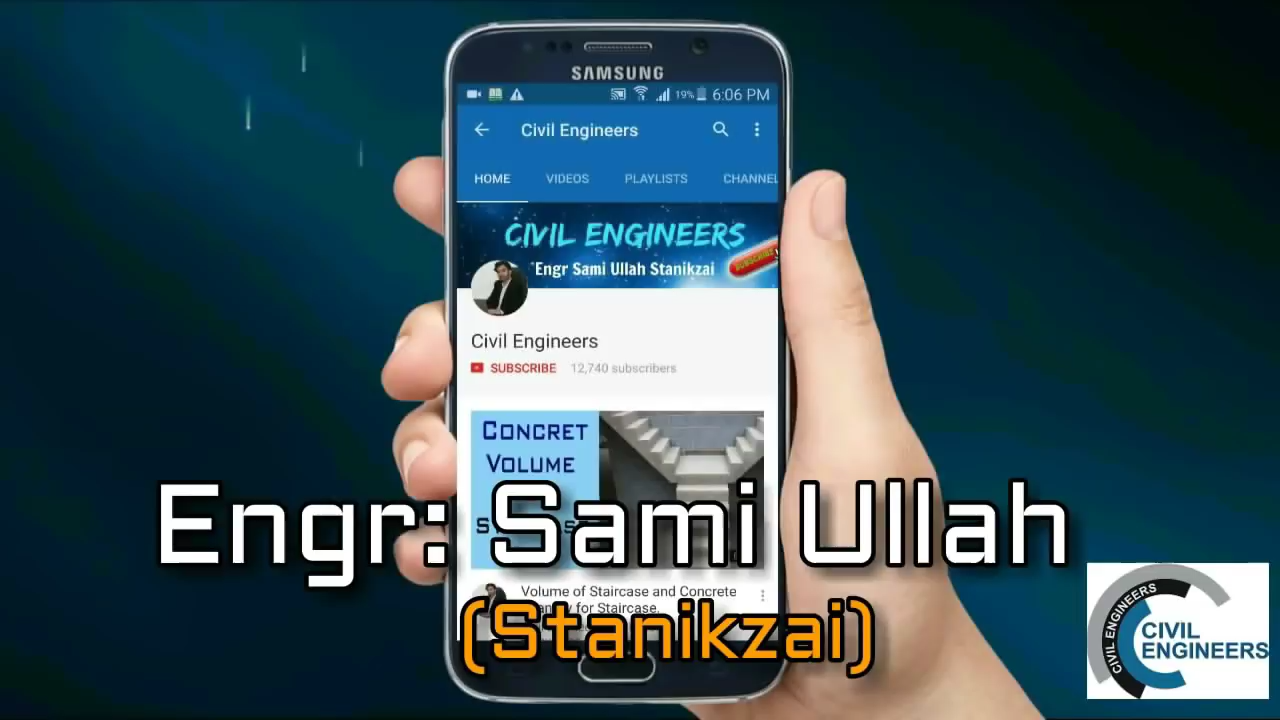 SAMSUNG
19% 6:06 PM
Civil Engineers
HOME VIDEOS PLAYLISTS CHANNEL
CIVIL ENGINEERS
Engr Sami Ullah Stanikzai
SUBSCRIBE
Civil Engineers
SUBSCRIBE 12,740 subscribers
CONCRET
VOLUME
Engr: Sami Ullah
Volume of Staircase and Concrete
for Staircase.
(Stanikzai)
CIVIL ENGINEERS
CIVIL
ENGINEERS